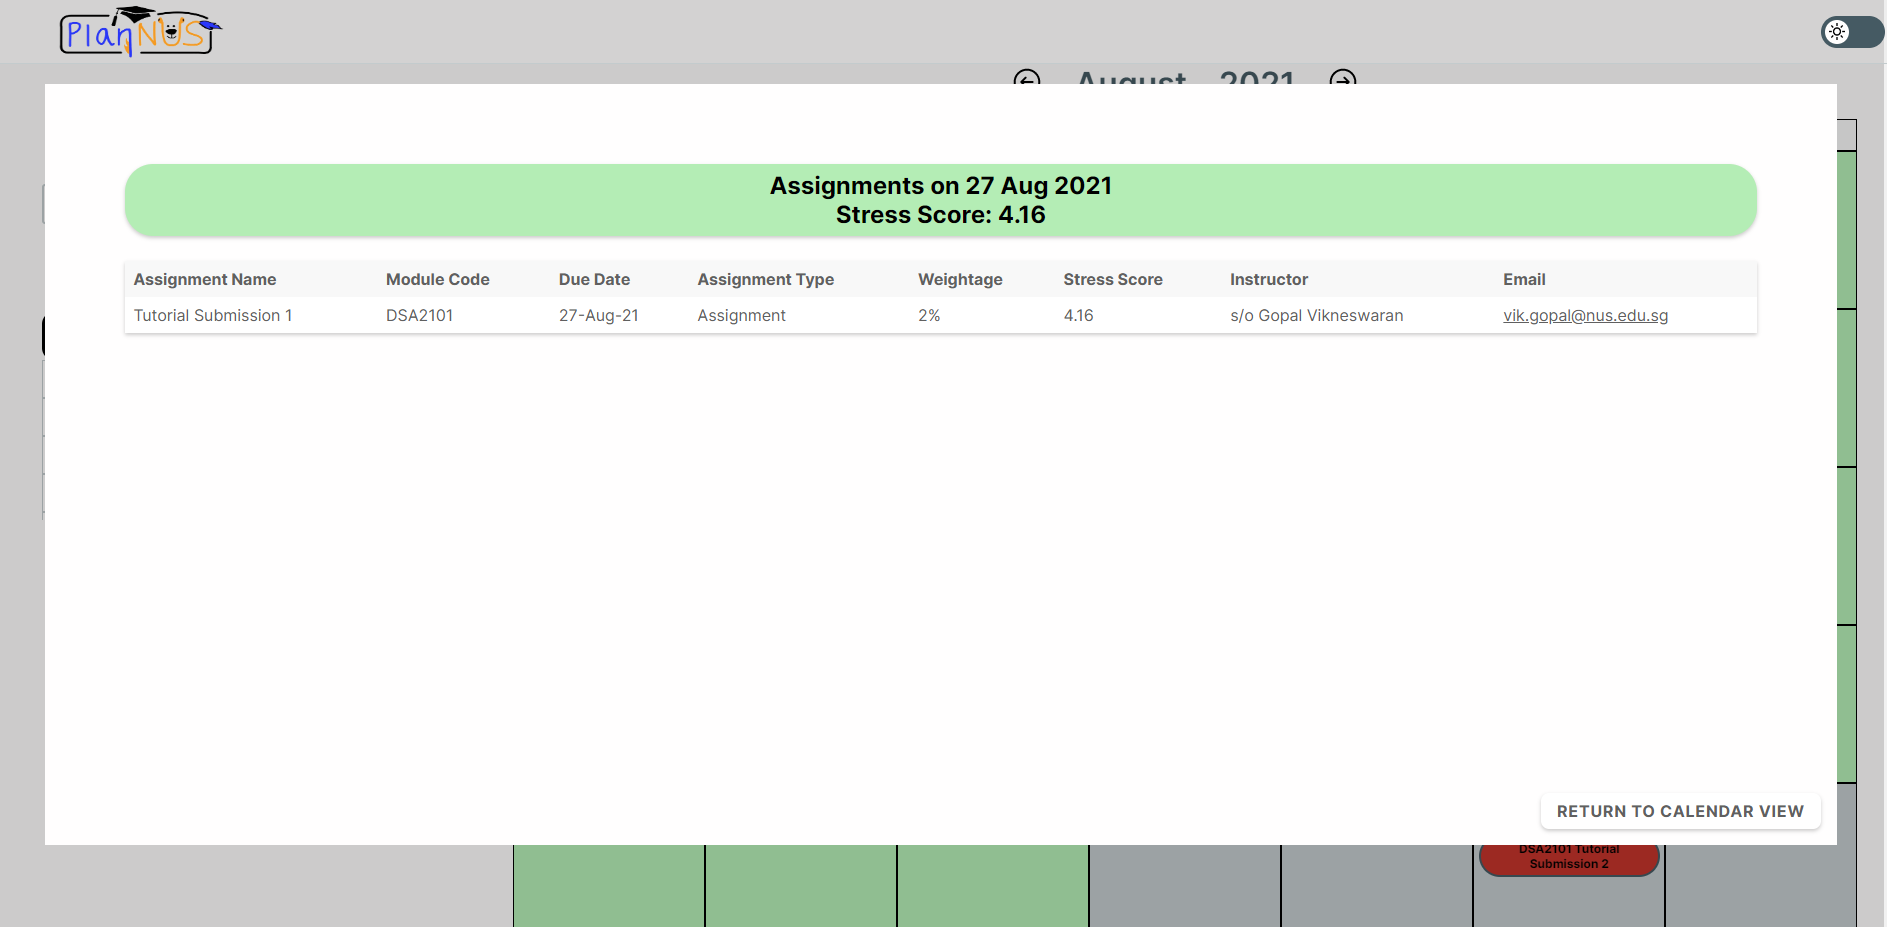 PlanNUS
August 2021
Assignments on 27 Aug 2021
Stress Score: 4.16
Assignment Name Module Code Due Date Assignment Type Weightage Stress Score Instructor Email
Tutorial Submission 1 DSA2101 27-Aug-21 Assignment 2% 4.16 s/o Gopal Vikneswaran vik.gopal@nus.edu.sg
RETURN TO CALENDAR VIEW
DSA2101 Tutorial
Submission 2